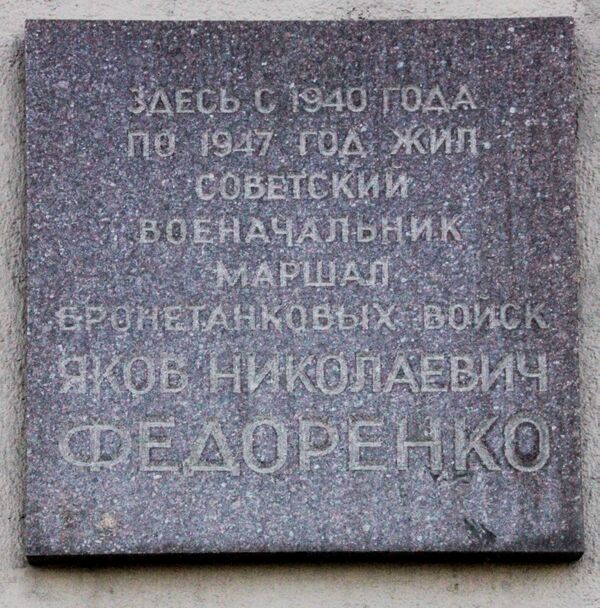 ЗДЕСЬ С 1940 ГОДА
ПО 1947 ГОД ЖИЛ
СОВЕТСКИЙ
ВОЕНАЧАЛЬНИК
МАРШАЛ
БРОНЕТАНКОВЫХ ВОЙСК
ЯКОВ НИКОЛАЕВИЧ
ФЕДОРЕНКО